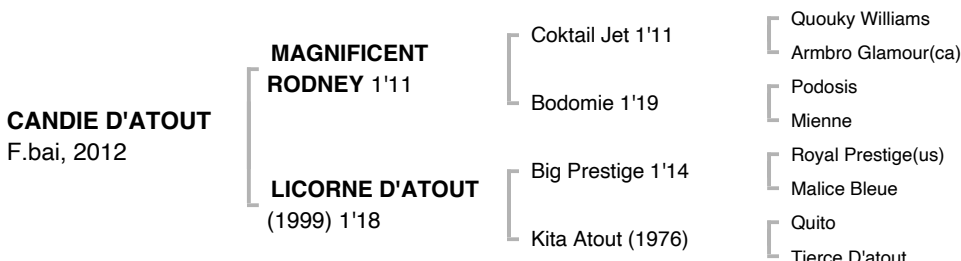 CANDIE D'ATOUT
F.bai, 2012
MAGNIFICENT
RODNEY 1'11
LICORNE D'ATOUT
(1999) 1'18
Coktail Jet 1'11
Bodomie 1'19
Big Prestige 1'14
Kita Atout (1976)
Quouky Williams
Armbro Glamour(ca)
Podosis
Mienne
Royal Prestige(us)
Malice Bleue
Quito
Tierce D'atout